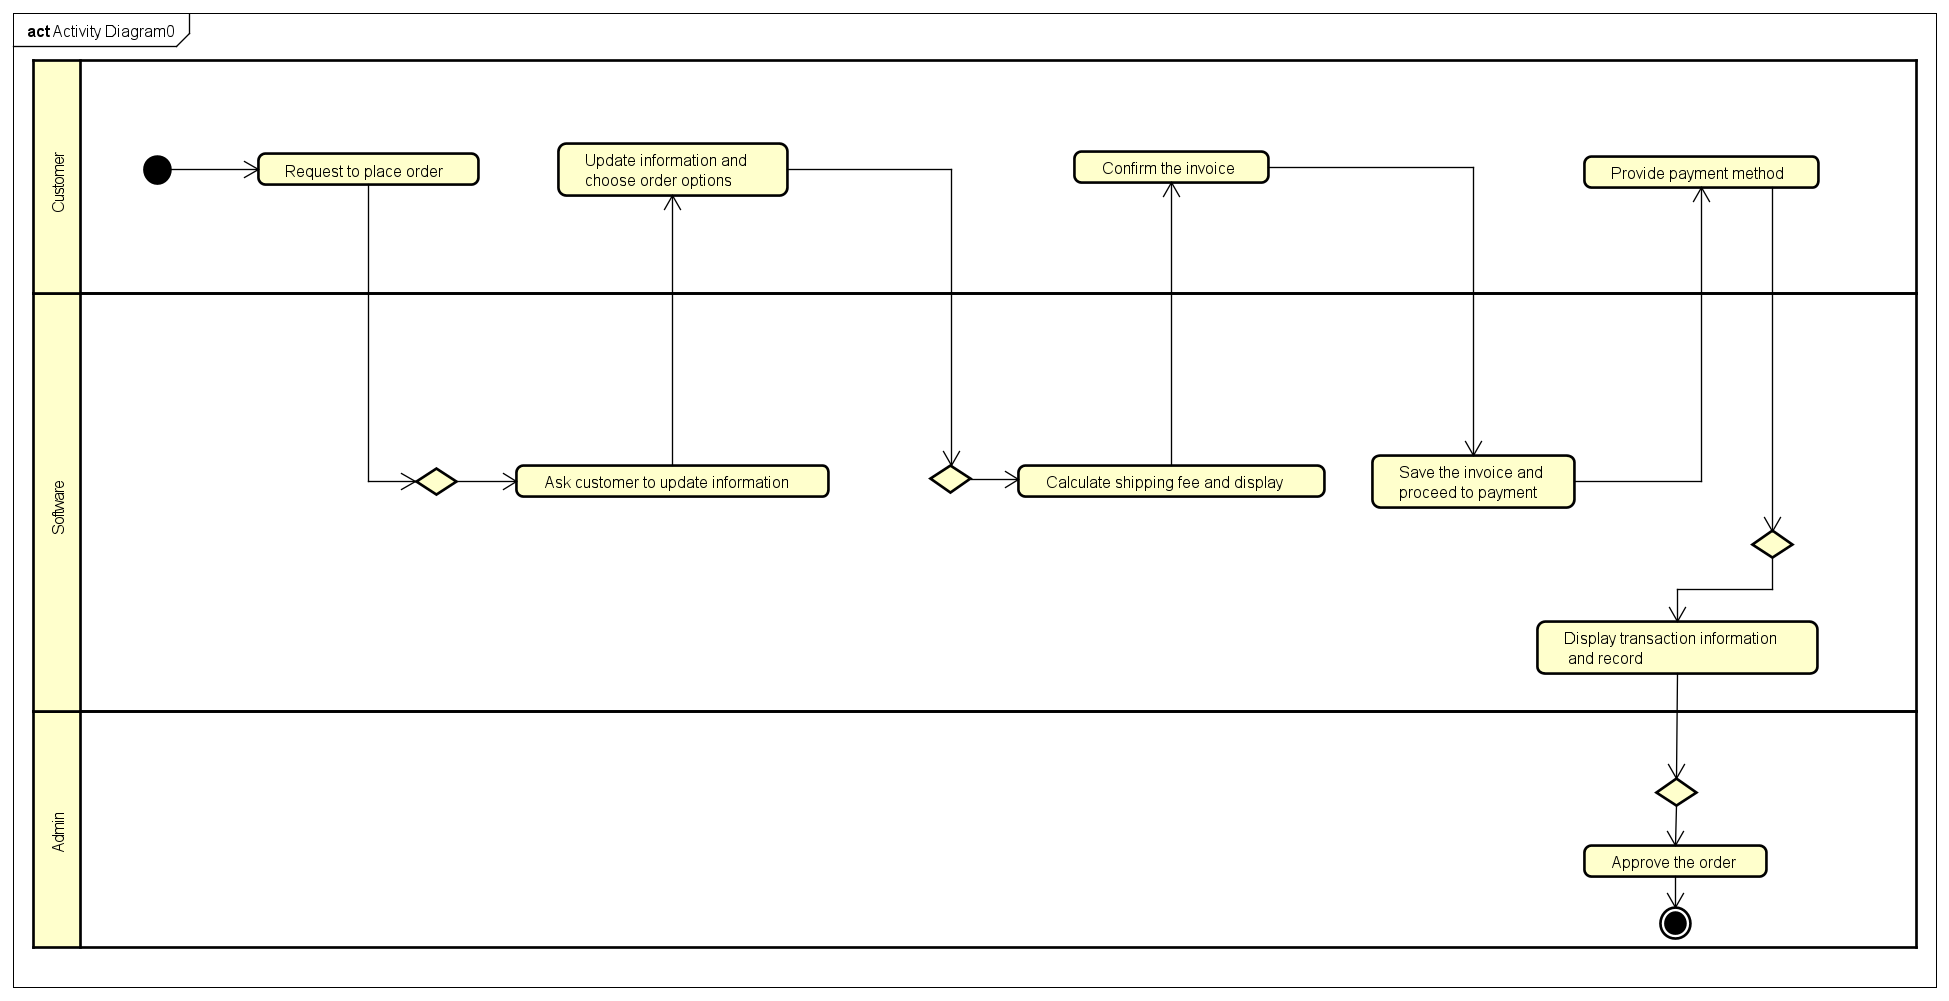 act Activity Diagram0
Customer
Request to place order
Update information and
choose order options
Confirm the invoice
Provide payment method
Software
Ask customer to update information
Calculate shipping fee and display
Save the invoice and
proceed to payment
Display transaction information
and record
Admin
Approve the order